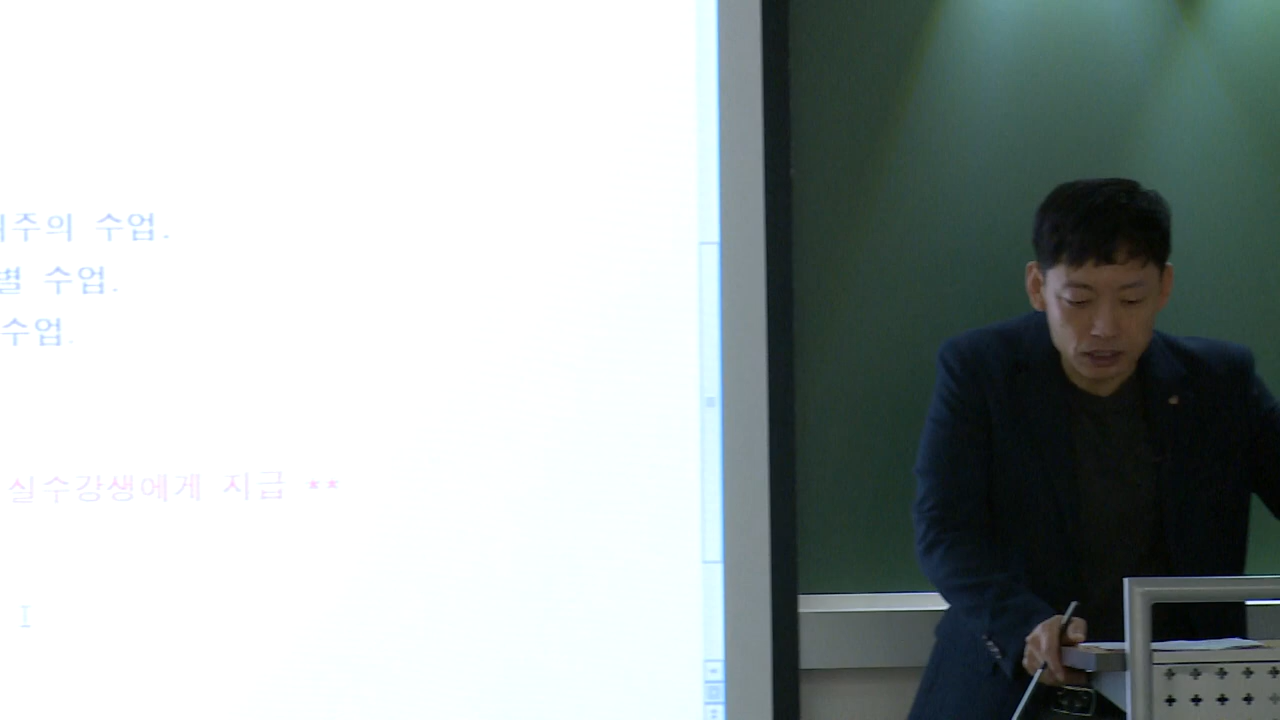 주의 수업.
별 수업.
수업.
실수강생에게 지급 **